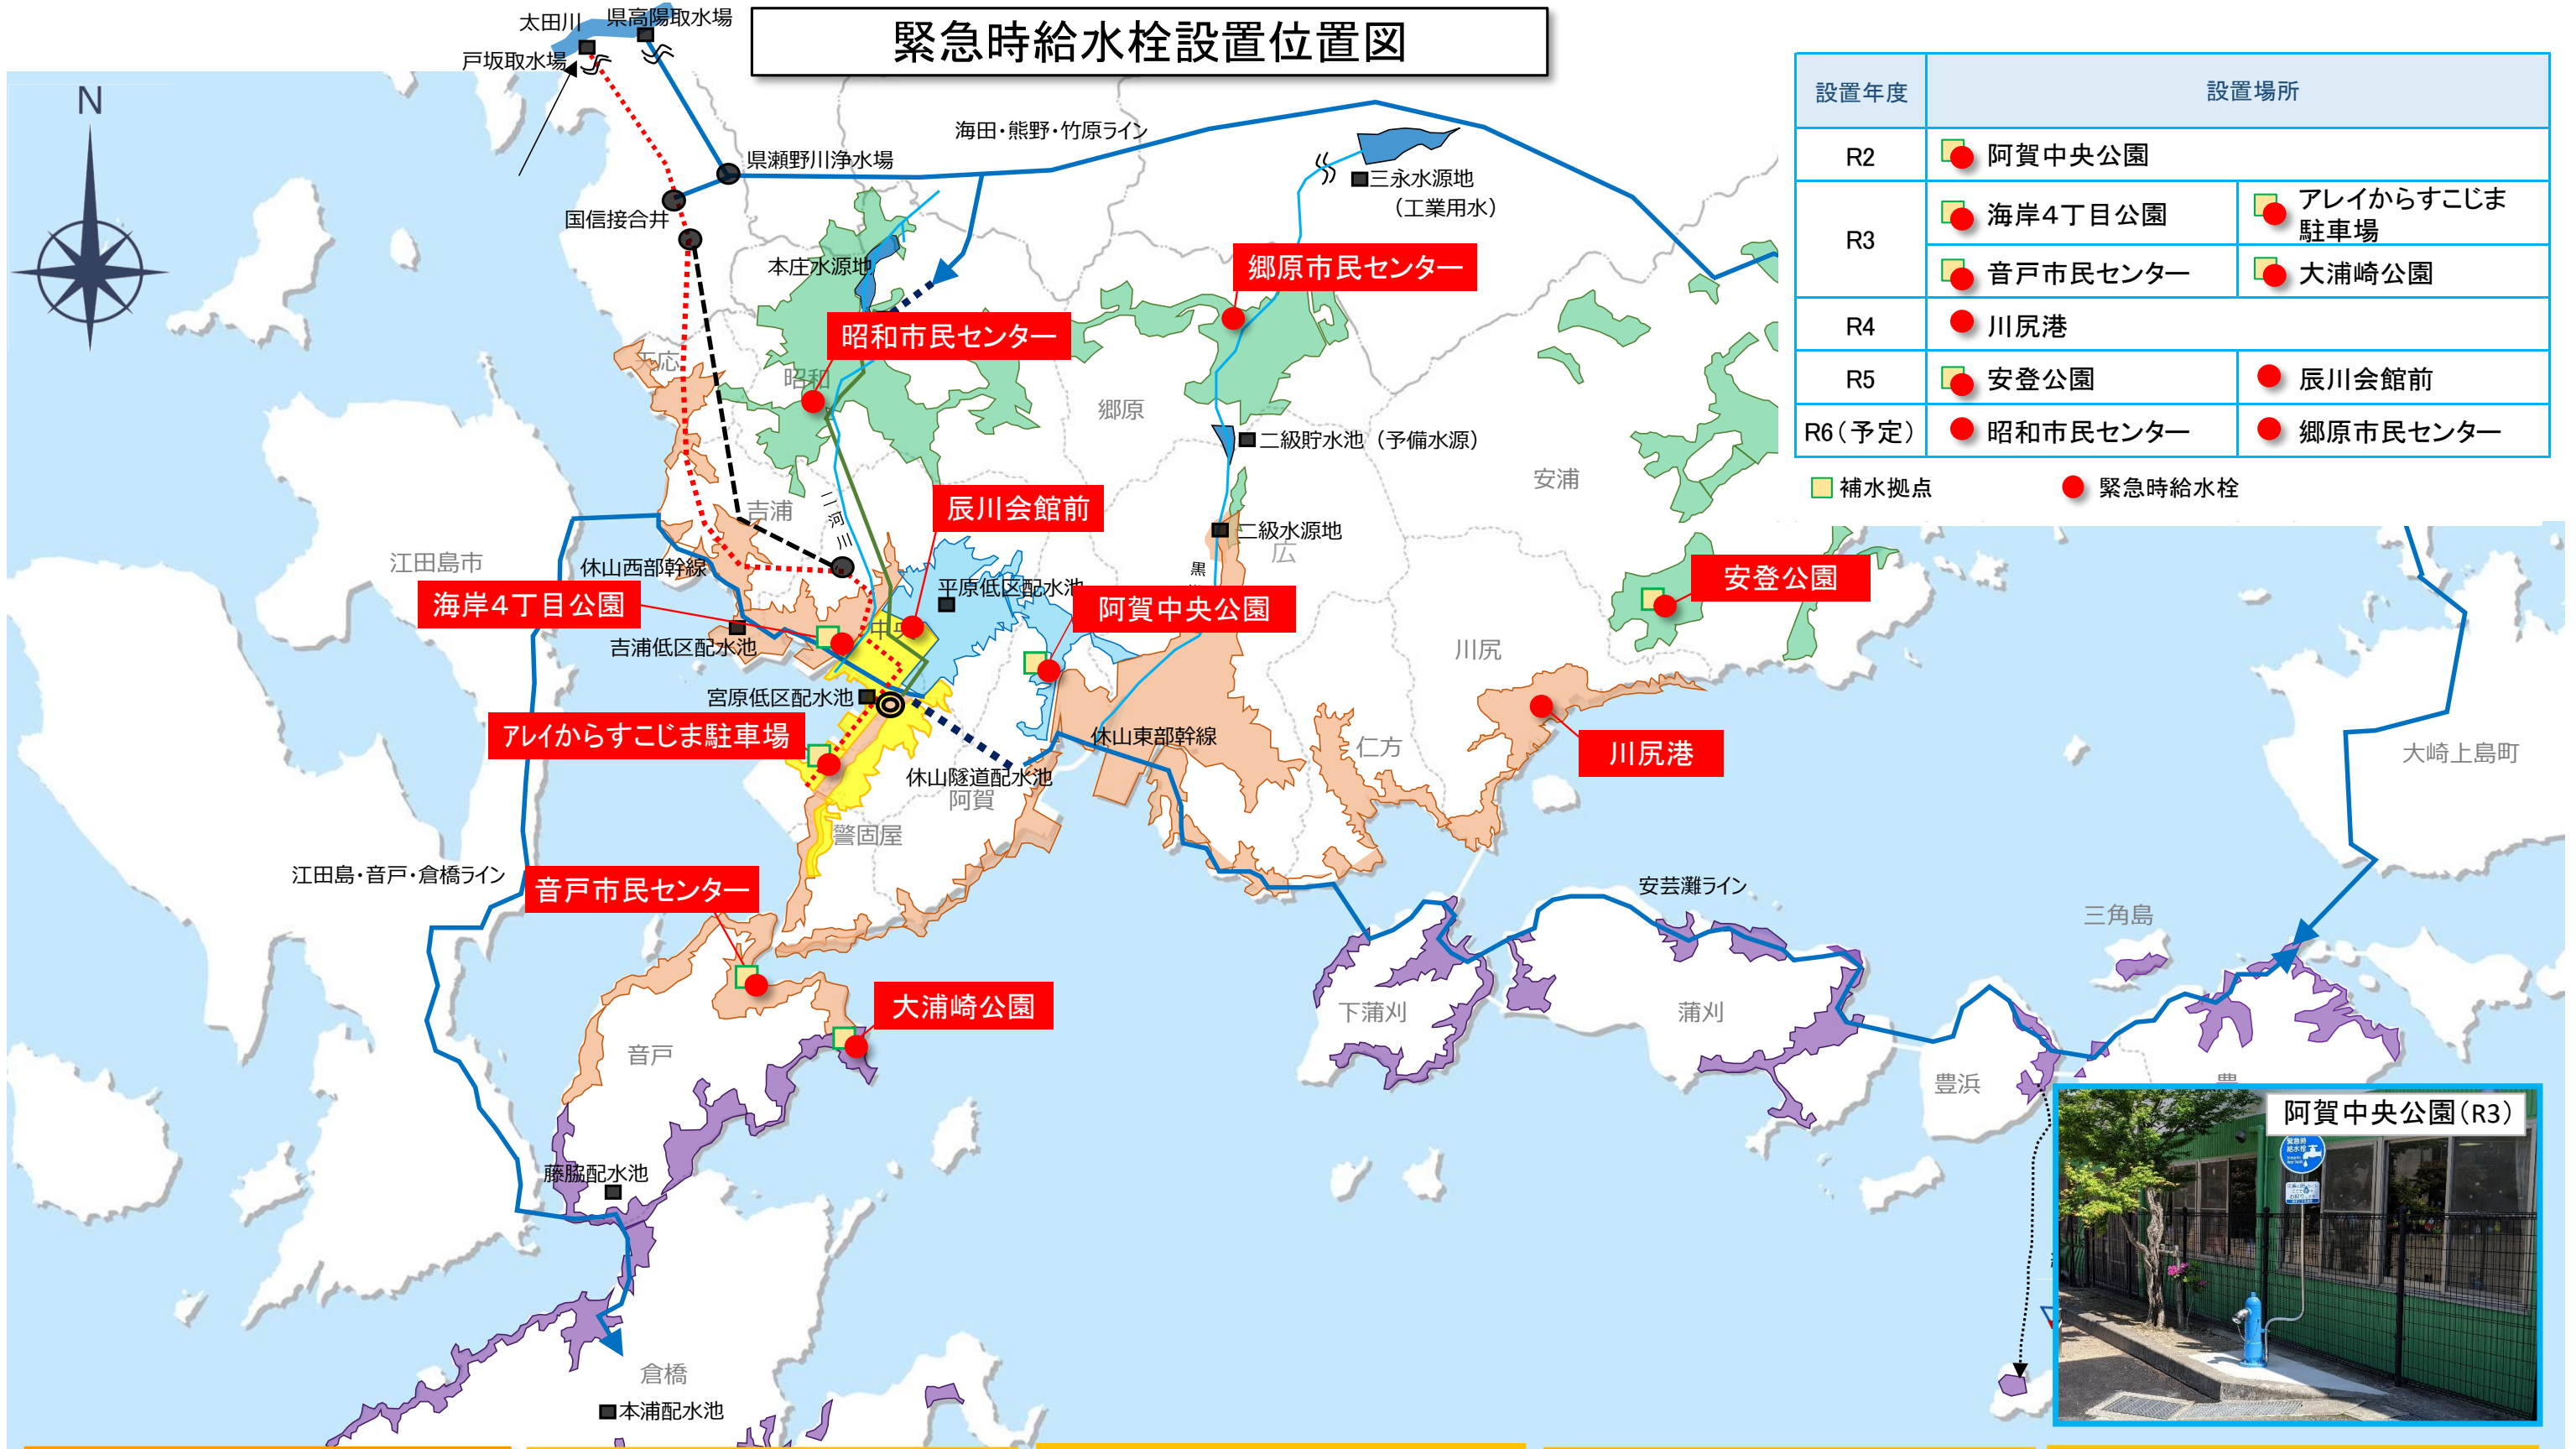 緊急時給水栓設置位置図
太田川
県高陽取水場
戸坂取水場
N
県瀬野川浄水場
海田・熊野・竹原ライン
国信接合井
三永水源地
（工業用水）
本庄水源地
郷原市民センター
昭和市民センター
天応
昭和
郷原
二級貯水池（予備水源）
安浦
吉浦
二河
辰川会館前
二級水源地
広
江田島市
休山西部幹線
平原低区配水池
黒
安登公園
海岸４丁目公園
阿賀中央公園
中央
吉浦低区配水池
川尻
宮原低区配水池
アレイからすこじま駐車場
休山東部幹線
仁方
川尻港
大崎上島町
休山隧道配水池
阿賀
警固屋
江田島・音戸・倉橋ライン
音戸市民センター
安芸灘ライン
三角島
大浦崎公園
下蒲刈
蒲刈
音戸
豊浜
藤脇配水池
倉橋
本浦配水池
設置年度 設置場所
R2 阿賀中央公園
R3 海岸４丁目公園 アレイからすこじま
駐車場
音戸市民センター 大浦崎公園
R4 川尻港
R5 安登公園 辰川会館前
R6（予定） 昭和市民センター 郷原市民センター
補水拠点 緊急時給水栓
阿賀中央公園（R3）
緊急時
給水栓